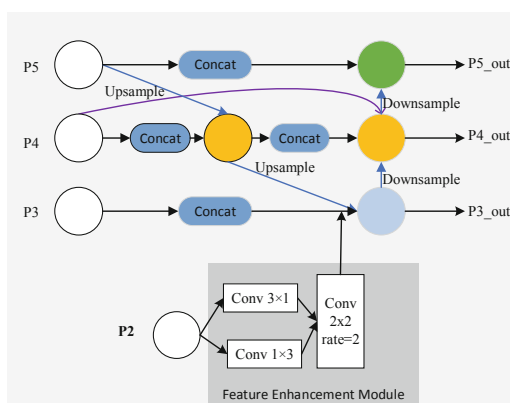 P5
Concat
P5_out
Upsample
Downsample
P4
Concat
Concat
P4_out
Upsample
Downsample
P3
Concat
P3_out
P2
Conv 3×1
Conv 1×3
Conv
2x2
rate=2
Feature Enhancement Module